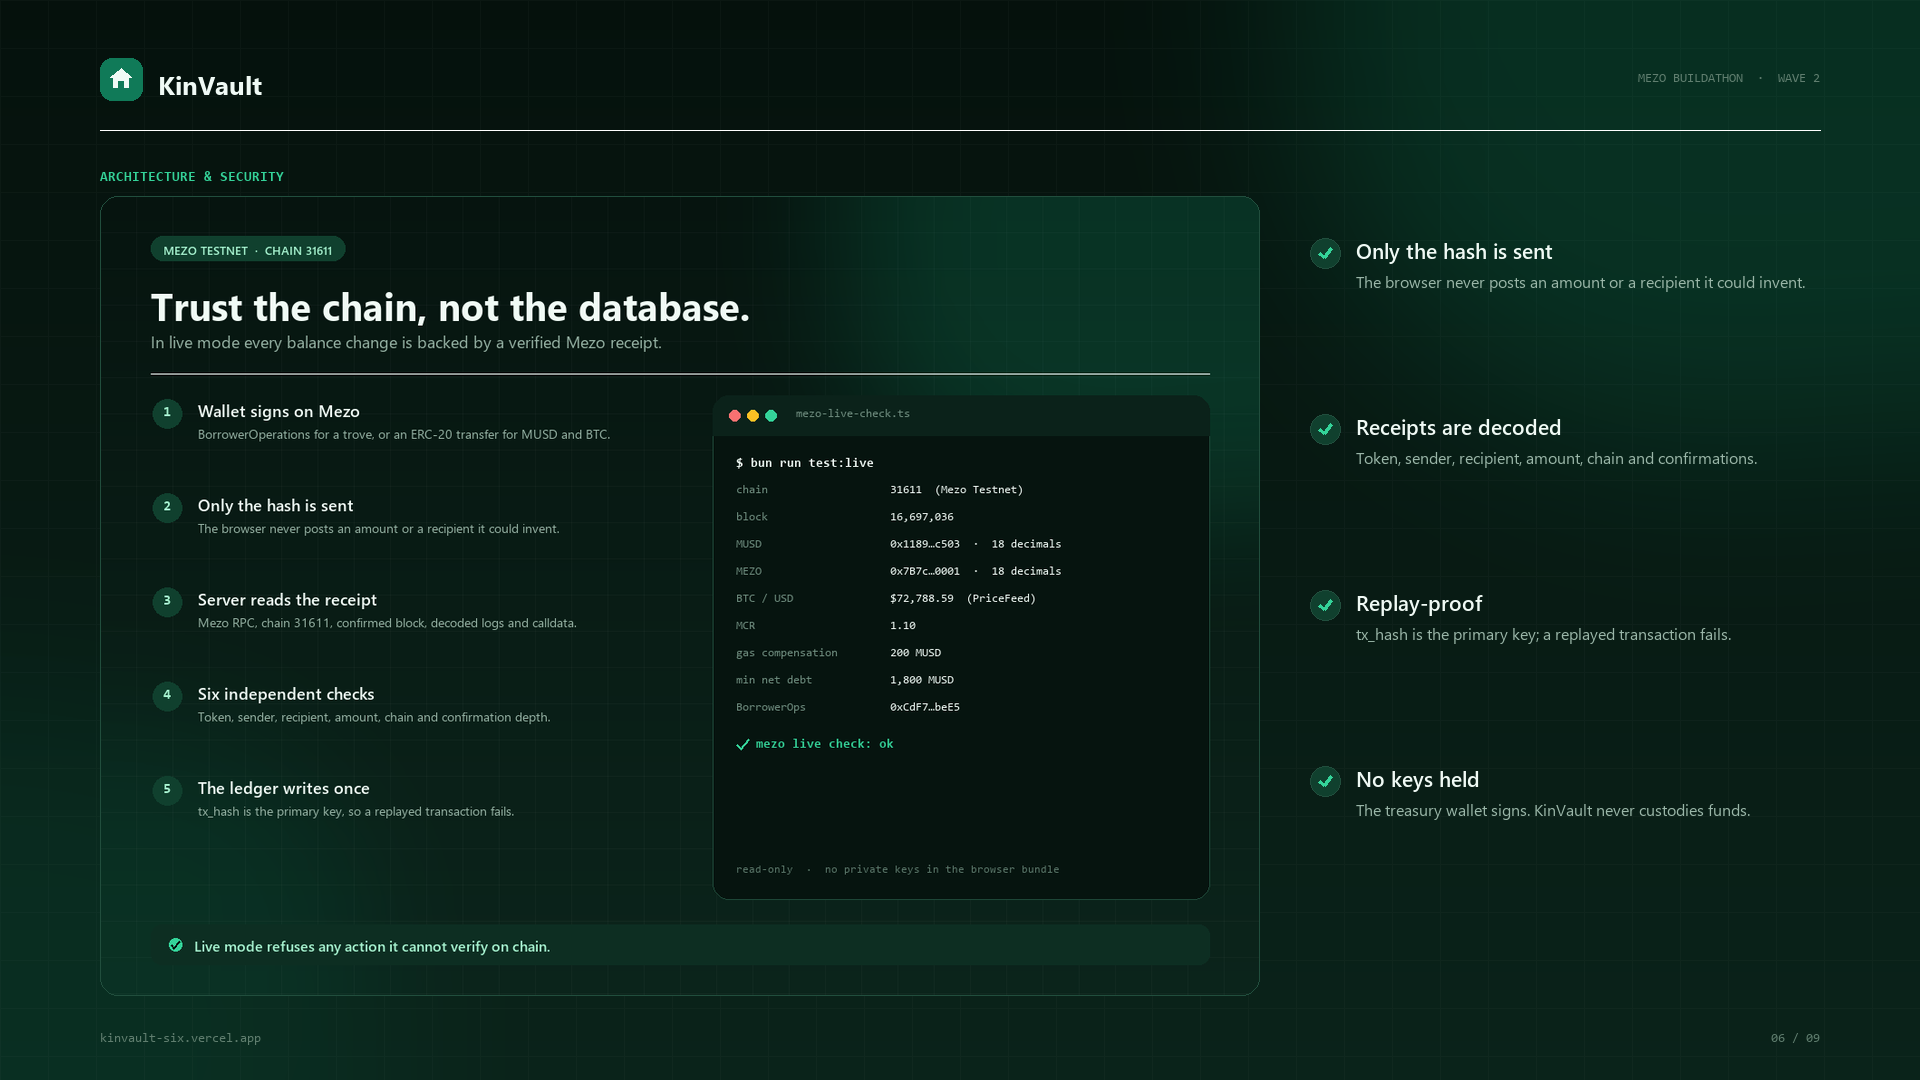 KinVault
MEZO BUILDATHON · WAVE 2
ARCHITECTURE & SECURITY
MEZO TESTNET · CHAIN 31611
Trust the chain, not the database.
In live mode every balance change is backed by a verified Mezo receipt.
1
Wallet signs on Mezo
BorrowerOperations for a trove, or an ERC-20 transfer for MUSD and BTC.
2
Only the hash is sent
The browser never posts an amount or a recipient it could invent.
3
Server reads the receipt
Mezo RPC, chain 31611, confirmed block, decoded logs and calldata.
4
Six independent checks
Token, sender, recipient, amount, chain and confirmation depth.
5
The ledger writes once
tx_hash is the primary key, so a replayed transaction fails.
mezo-live-check.ts
$ bun run test:live
chain 31611 (Mezo Testnet)
block 16,697,036
MUSD 0x1189…c503 · 18 decimals
MEZO 0x7B7c…0001 · 18 decimals
BTC / USD $72,788.59 (PriceFeed)
MCR 1.10
gas compensation 200 MUSD
min net debt 1,800 MUSD
BorrowerOps 0xCdF7…beE5
mezo live check: ok
read-only · no private keys in the browser bundle
Live mode refuses any action it cannot verify on chain.
Only the hash is sent
The browser never posts an amount or a recipient it could invent.
Receipts are decoded
Token, sender, recipient, amount, chain and confirmations.
Replay-proof
tx_hash is the primary key; a replayed transaction fails.
No keys held
The treasury wallet signs. KinVault never custodies funds.
kinvault-six.vercel.app
06 / 09